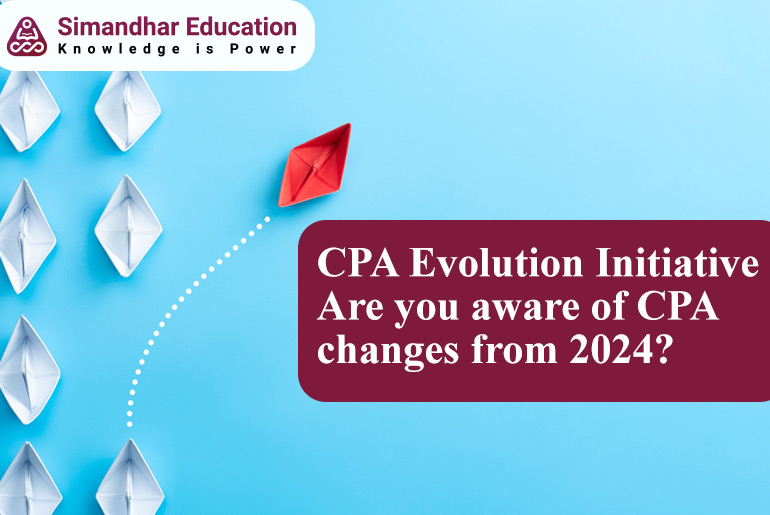 Simandhar Education
Knowledge is Power
CPA Evolution Initiative
Are you aware of CPA
changes from 2024?